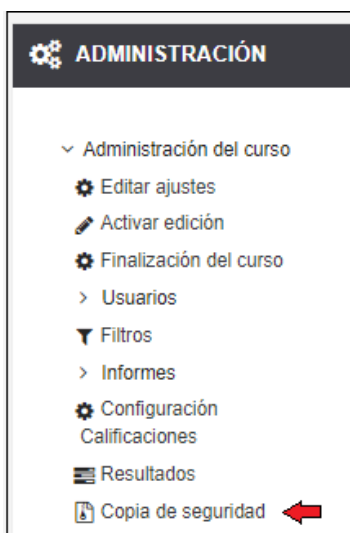 ADMINISTRACIÓN
Administración del curso
Editar ajustes
Activar edición
Finalización del curso
Usuarios
Filtros
Informes
Configuración
Calificaciones
Resultados
Copia de seguridad